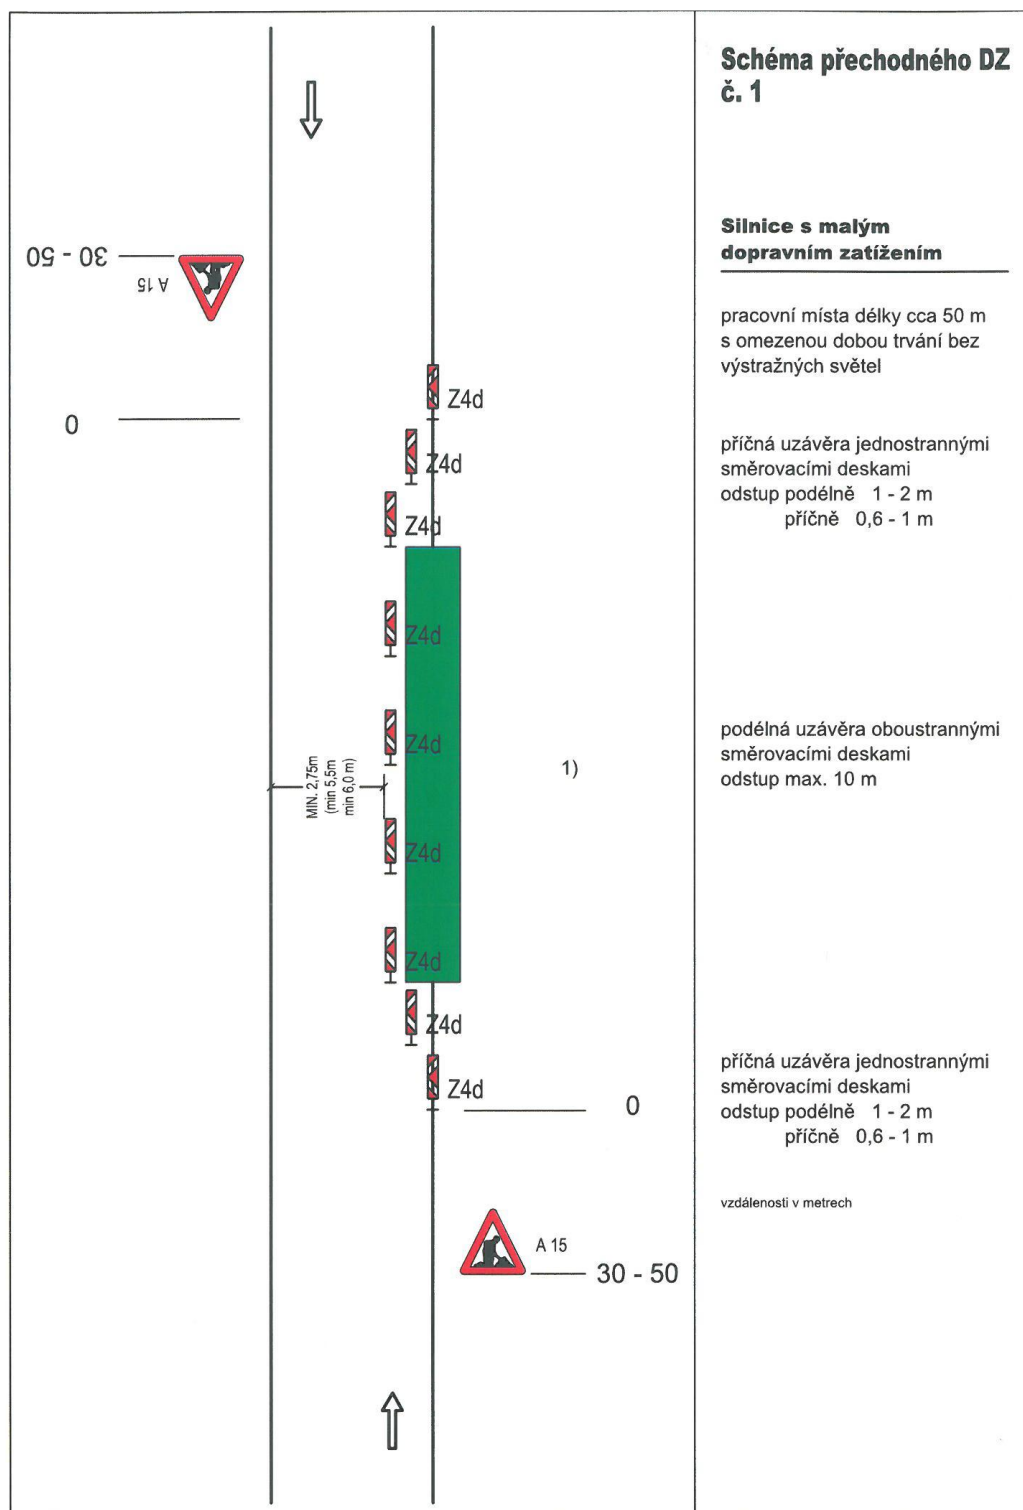 Schéma přechodného DZ
č. 1
Silnice s malým
dopravním zatížením
pracovní místa délky cca 50 m
s omezenou dobou trvání bez
výstražných světel
příčná uzávěra jednostrannými
směrovacími deskami
odstup podélně 1 - 2 m
příčně 0,6 - 1 m
podélná uzávěra oboustrannými
směrovacími deskami
odstup max. 10 m
příčná uzávěra jednostrannými
směrovacími deskami
odstup podélně 1 - 2 m
příčně 0,6 - 1 m
vzdálenosti v metrech
30 - 50
A 15
0
Z4d
Z4d
Z4d
Z4d
Z4d
1)
MIN. 2,75m
(min 5,5m
min 6,0 m)
Z4d
Z4d
Z4d
Z4d
0
A 15
30 - 50